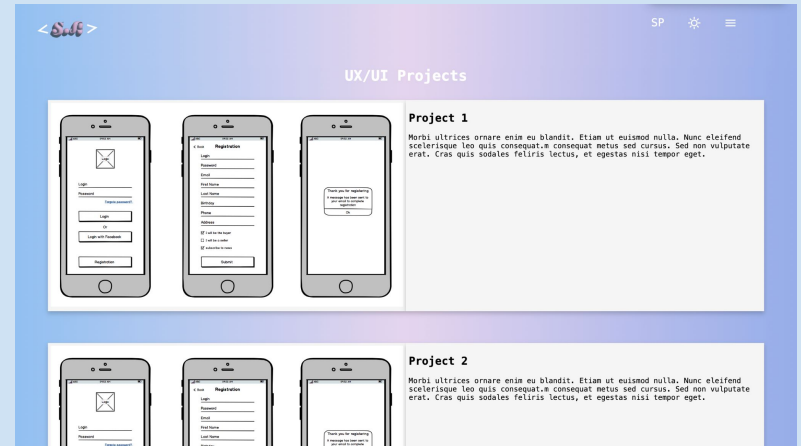 <Self>
SP
UX/UI Projects
Logo
Login
Password
Forgote password?
Login
Or
Login with Facebook
Registration
< Back Registration
Login
Password
Email
First Name
Last Name
Birthday
Phone
Address
I will be the buyer
I will be a seller
subscribe to news
Submit
Thank you for registering
A message has been sent to
your email to complete
registration
Ok
Project 1
Morbi ultrices ornare enim eu blandit. Etiam ut euismod nulla. Nunc eleifend
scelerisque leo quis consequat.m consequat metus sed cursus. Sed non vulputate
erat. Cras quis sodales feliris lectus, et egestas nisi tempor eget.
Logo
Login
Password
< Back Registration
Login
Password
Email
First Name
Last Name
Thank you for registering
A message has been sent to
your email to complete
Project 2
Morbi ultrices ornare enim eu blandit. Etiam ut euismod nulla. Nunc eleifend
scelerisque leo quis consequat.m consequat metus sed cursus. Sed non vulputate
erat. Cras quis sodales feliris lectus, et egestas nisi tempor eget.